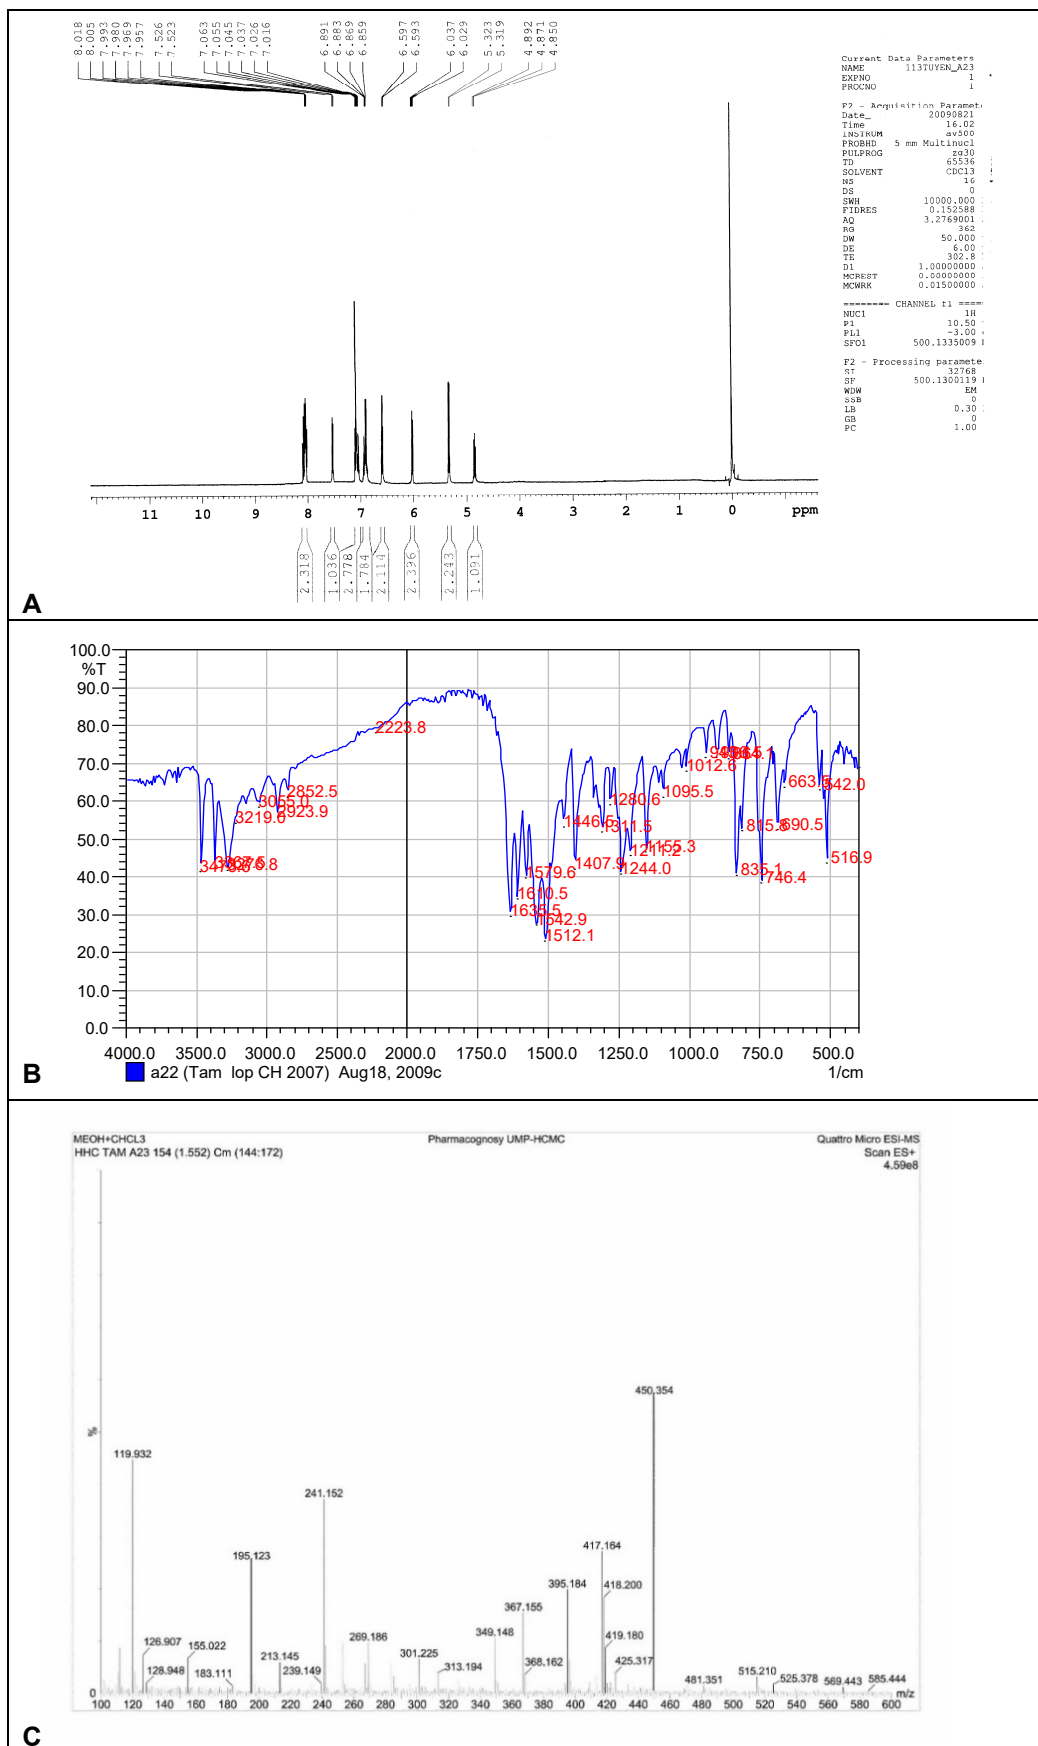 8.018 8.005 7.993 7.980 7.969 7.957 7.526 7.523 7.063 7.055 7.045 7.037 7.026 7.016 6.891 6.883 6.869 6.859 6.597 6.593 6.037 6.029 5.323 5.319 4.892 4.871 4.850
Current Data Parameters
NAME 113TUYEN_A23
EXPNO 1
PROCNO 1
F2 - Acquisition Paramet
Date_ 20090821
Time 16.02
INSTRUM av500
PROBHD 5 mm Multinucl
PULPROG zg30
TD 65536
SOLVENT CDCl3
NS 16
DS 0
SWH 10000.000
FIDRES 0.152588
AQ 3.2769001
RG 362
DW 50.000
DE 6.00
TE 302.8
D1 1.00000000
MCREST 0.00000000
MCWRK 0.01500000
======== CHANNEL f1 ====
NUC1 1H
P1 10.50
PL1 -3.00
SFO1 500.1335009
F2 - Processing paramete
SI 32768
SF 500.1300119
WDW EM
SSB 0
LB 0.30
GB 0
PC 1.00
11 10 9 8 7 6 5 4 3 2 1 0 ppm
2.318 1.036 2.778 1.784 2.114 2.396 2.243 1.091
A
100.0
%T
90.0
80.0
70.0
60.0
50.0
40.0
30.0
20.0
10.0
0.0
2223.8
2852.5
3055.0
2923.9
1012.6
1095.5
1280.6
663.5
542.0
1446.6
1311.5
815.8
690.5
1211.2
1155.3
1407.9
1244.0
835.1
746.4
516.9
1579.6
1610.5
1635.5
1542.9
1512.1
4000.0 3500.0 3000.0 2500.0 2000.0 1750.0 1500.0 1250.0 1000.0 750.0 500.0
B
a22 (Tam lop CH 2007) Aug18, 2009c 1/cm
MEOH+CHCL3 Pharmacognosy UMP-HCMC Quattro Micro ESI-MS
HHC TAM A23 154 (1.552) Cm (144:172) Scan ES+
4.59e8
450.354
%
119.932
241.152
195.123
417.164
395.184
418.200
367.155
349.148
269.186
419.180
126.907
155.022
301.225
425.317
213.145
239.149
368.162
313.194
128.948
183.111
481.351
515.210
525.378
569.443
585.444
0
100 120 140 160 180 200 220 240 260 280 300 320 340 360 380 400 420 440 460 480 500 520 540 560 580 600 m/z
C